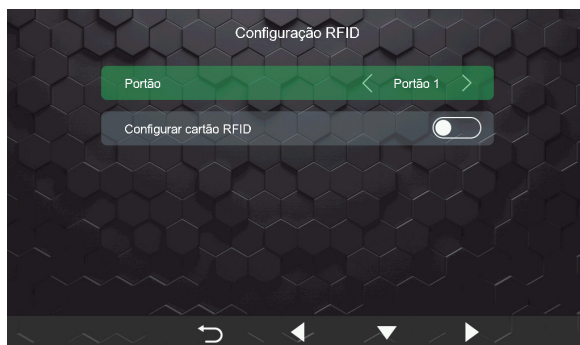 Configuração RFID
Portão
Portão 1
Configurar cartão RFID